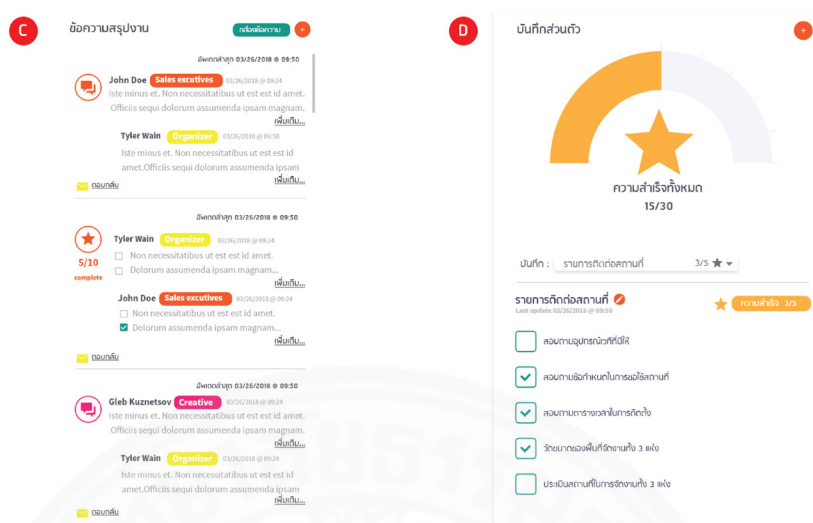 C
ข้อความสรุปงาน
กล่องข้อความ +
อัพเดทล่าสุด 03/26/2018 @ 09:50
John Doe Sales excutives 03/26/2018 @ 09:24
Iste minus et. Non necessitatibus ut est est id amet.
Officiis sequi dolorum assumenda ipsam magnam.
เพิ่มเติม...
Tyler Wain Organizer 03/26/2018 @ 09:50
Iste minus et. Non necessitatibus ut est est id
amet.Officiis sequi dolorum assumenda ipsam
เพิ่มเติม...
ตอบกลับ
อัพเดทล่าสุด 03/26/2018 @ 09:50
Tyler Wain Organizer 03/26/2018 @ 09:24
Non necessitatibus ut est est id amet.
5/10
complete
Dolorum assumenda ipsam magnam...
เพิ่มเติม...
John Doe Sales excutives 03/26/2018 @ 09:24
Non necessitatibus ut est est id amet.
Dolorum assumenda ipsam magnam...
เพิ่มเติม...
ตอบกลับ
อัพเดทล่าสุด 03/26/2018 @ 09:50
Gleb Kuznetsov Creative 03/26/2018 @ 09:24
Iste minus et. Non necessitatibus ut est est id amet.
Officiis sequi dolorum assumenda ipsam magnam.
เพิ่มเติม...
Tyler Wain Organizer 03/26/2018 @ 09:24
Iste minus et. Non necessitatibus ut est est id
amet.Officiis sequi dolorum assumenda ipsam
เพิ่มเติม...
ตอบกลับ
D
บันทึกส่วนตัว
+
ความสำเร็จทั้งหมด
15/30
บันทึก : รายการติดต่อสถานที่ 3/5
รายการติดต่อสถานที่
Last update 03/26/2018 @ 09:50
ความสำเร็จ 3/5
สอบถามอุปกรณ์เวทีที่มีให้
สอบถามข้อกำหนดในการขอใช้สถานที่
สอบถามตารางเวลาในการติดตั้ง
วัดขนาดของพื้นที่จัดงานทั้ง 3 แห่ง
ประเมินสถานที่ในการจัดงานทั้ง 3 แห่ง